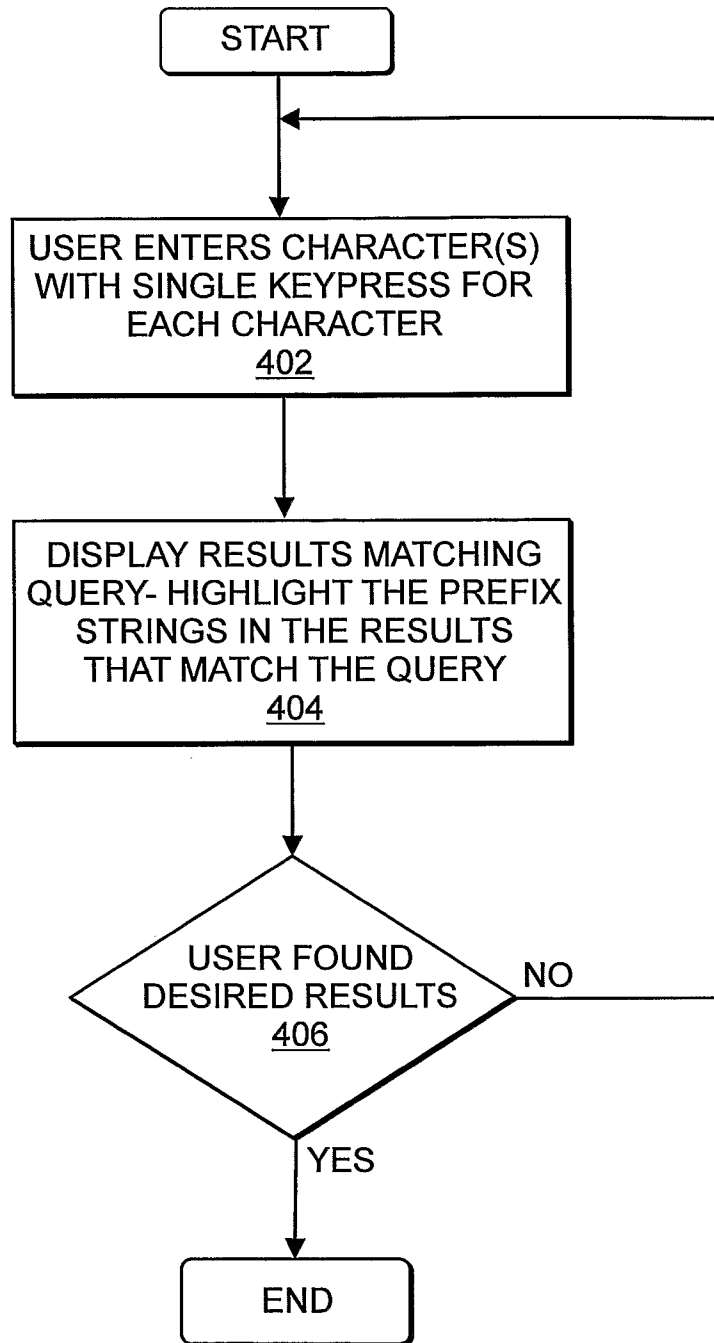 START
USER ENTERS CHARACTER(S)
WITH SINGLE KEYPRESS FOR
EACH CHARACTER
402
DISPLAY RESULTS MATCHING
QUERY- HIGHLIGHT THE PREFIX
STRINGS IN THE RESULTS
THAT MATCH THE QUERY
404
USER FOUND
DESIRED RESULTS
406
NO
YES
END